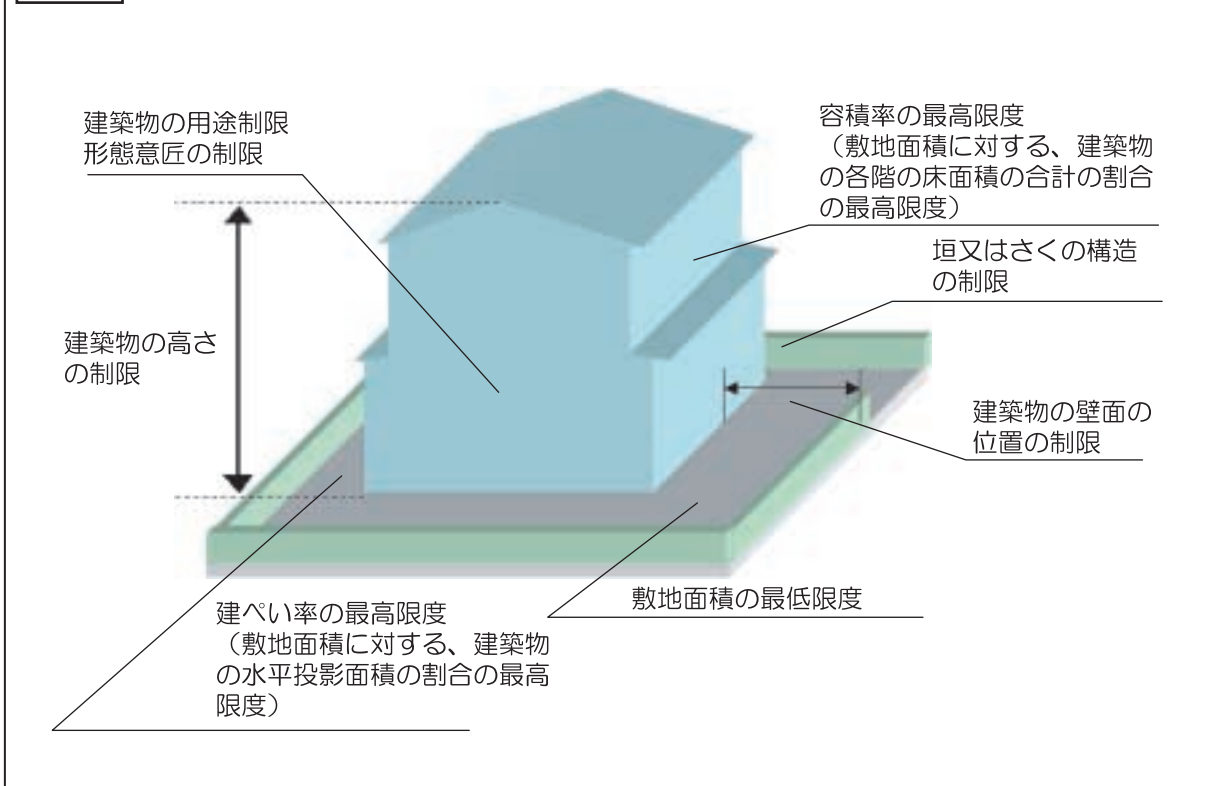 建築物の用途制限
形態意匠の制限
容積率の最高限度
（敷地面積に対する、建築物
の各階の床面積の合計の割合
の最高限度）
垣又はさくの構造
の制限
建築物の高さ
の制限
建築物の壁面の
位置の制限
敷地面積の最低限度
建ぺい率の最高限度
（敷地面積に対する、建築物
の水平投影面積の割合の最高
限度）